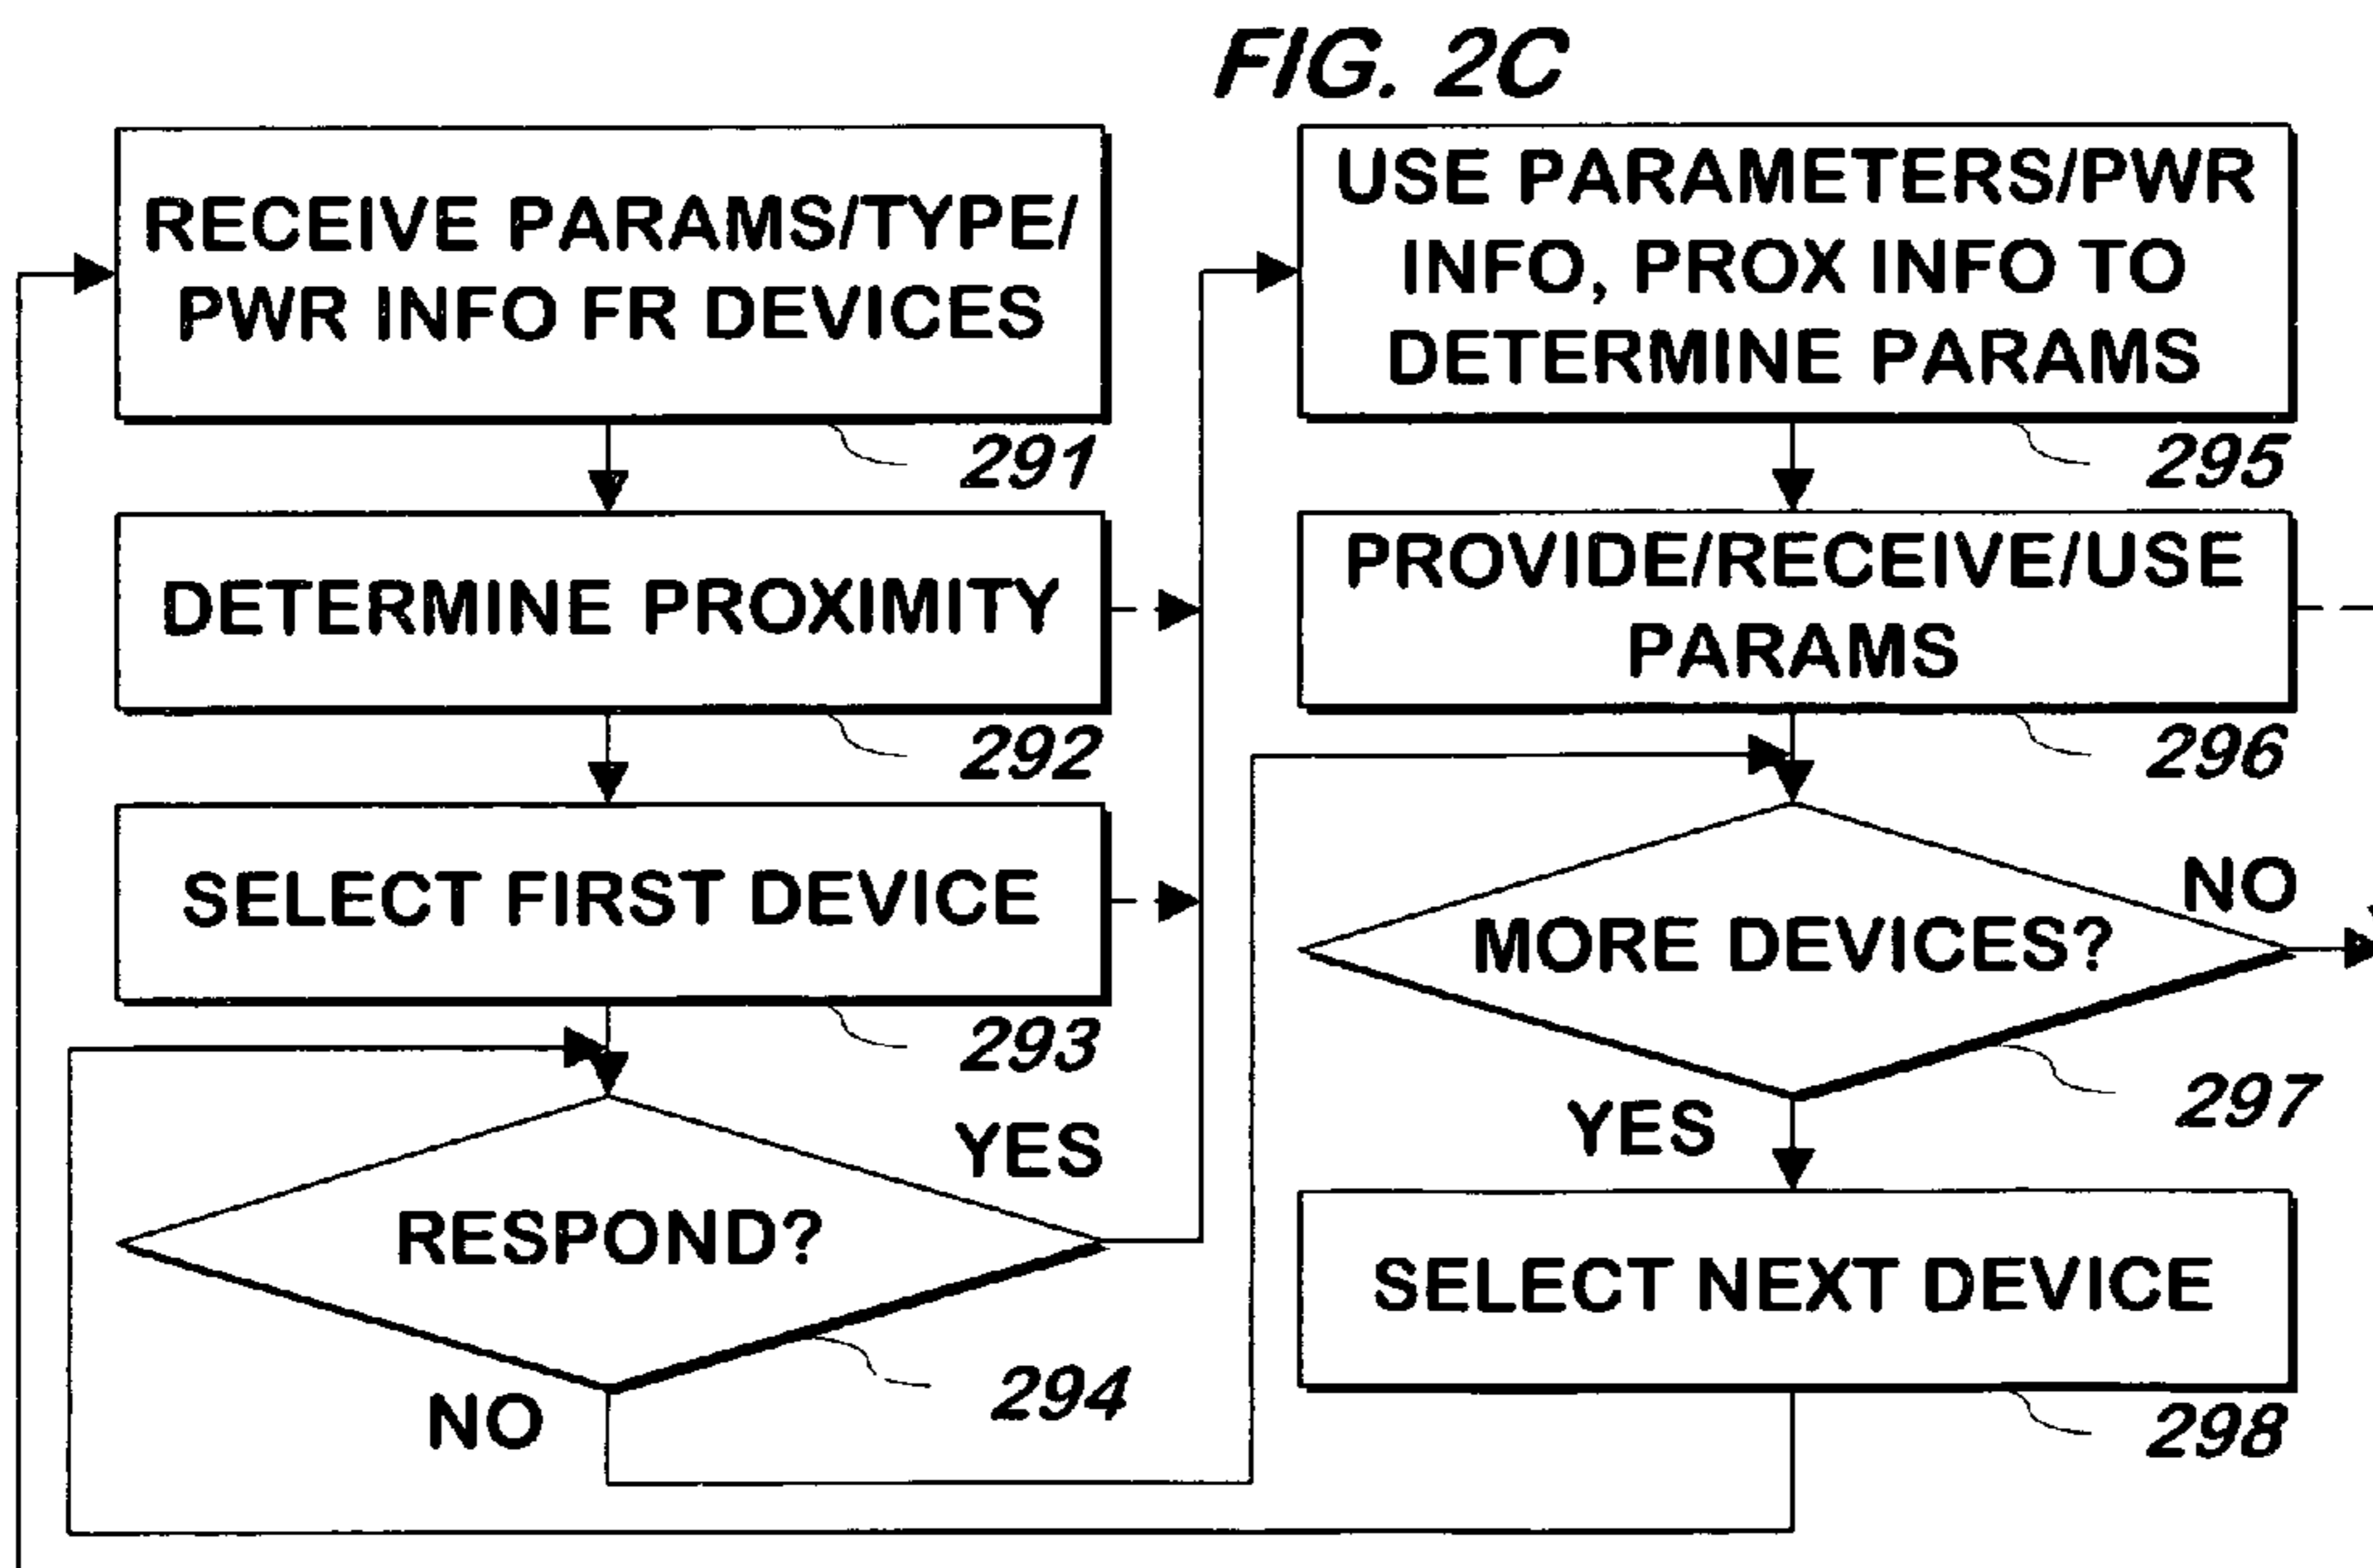 FIG. 2C
RECEIVE PARAMS/TYPE/
PWR INFO FR DEVICES
291
DETERMINE PROXIMITY
292
SELECT FIRST DEVICE
293
YES
RESPOND?
294
NO
USE PARAMETERS/PWR
INFO, PROX INFO TO
DETERMINE PARAMS
295
PROVIDE/RECEIVE/USE
PARAMS
296
NO
MORE DEVICES?
297
YES
SELECT NEXT DEVICE
298